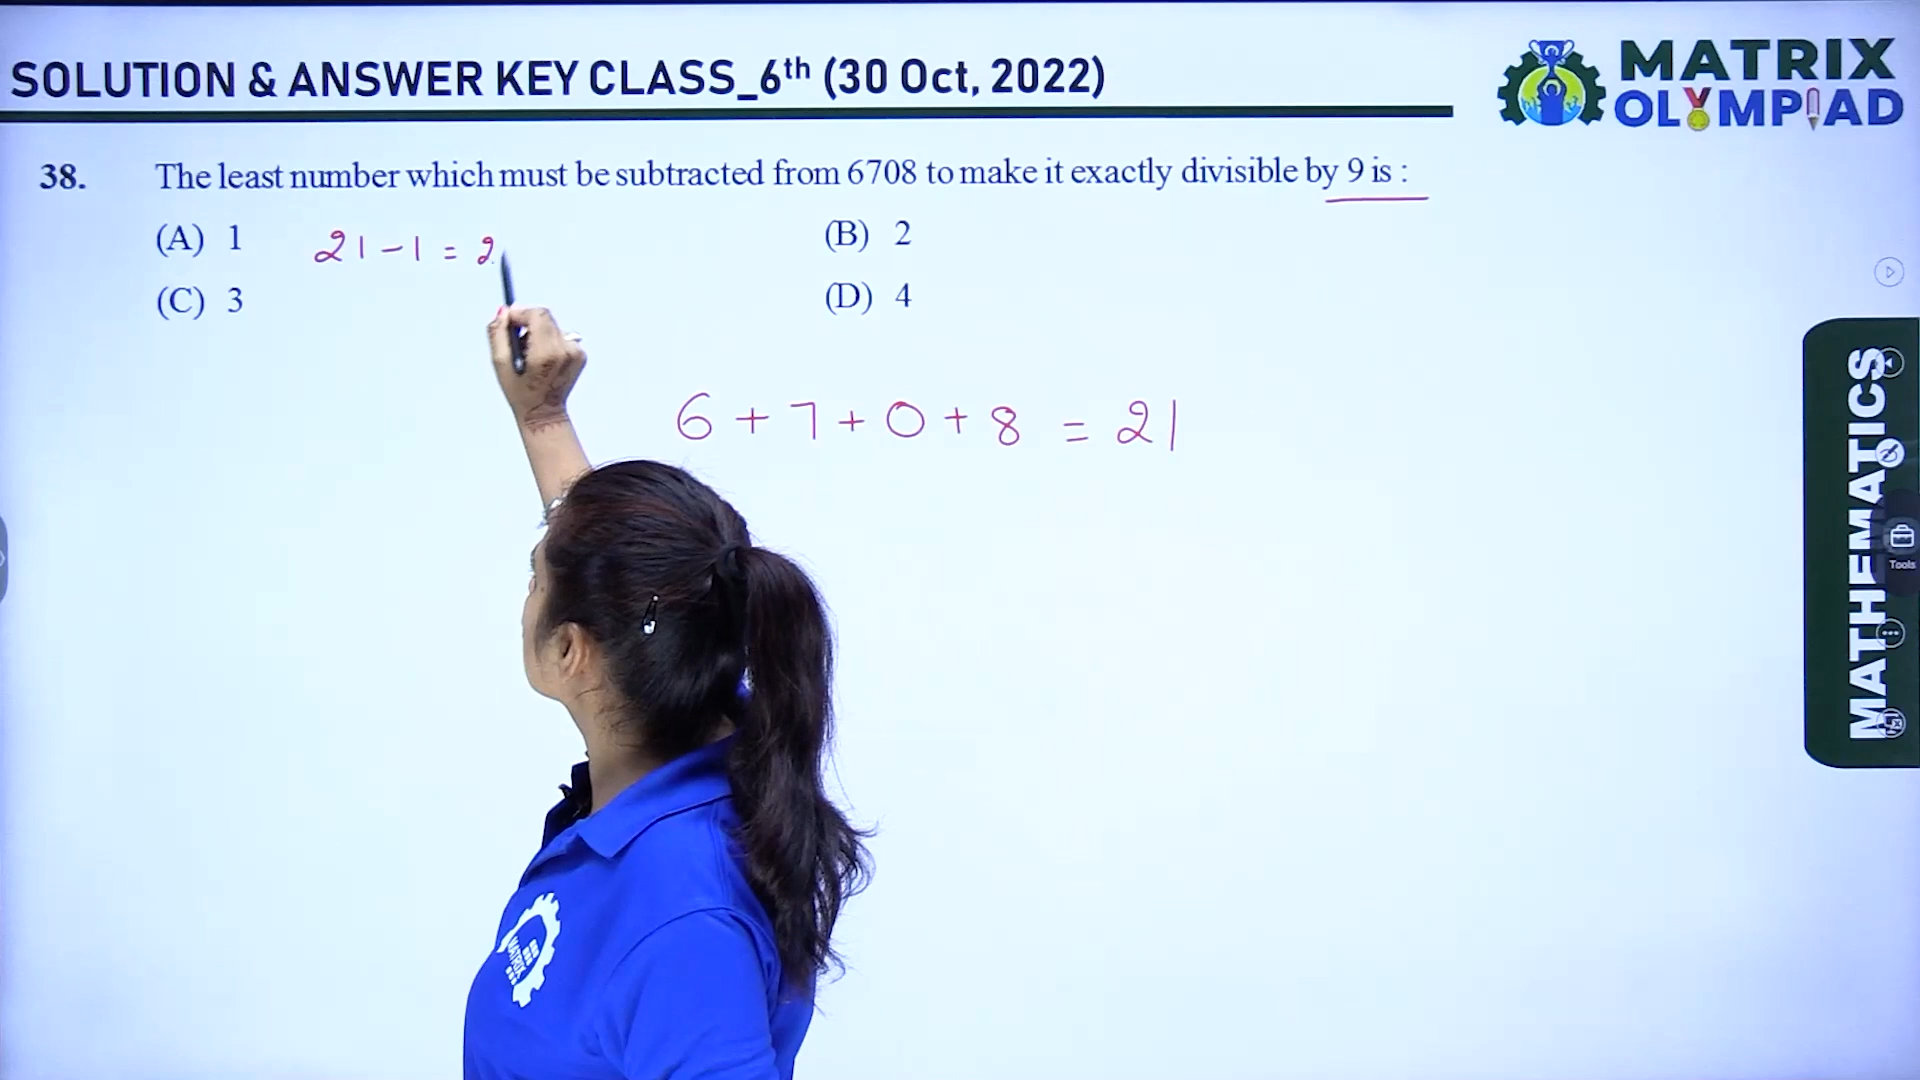 SOLUTION & ANSWER KEY CLASS_6th (30 Oct, 2022)
MATRIX
OLYMPIAD
38. The least number which must be subtracted from 6708 to make it exactly divisible by 9 is :
(A) 1 21 - 1 = 2 (B) 2
(C) 3 (D) 4
6 + 7 + 0 + 8 = 21
MATHEMATICS
Tools
MATRIX